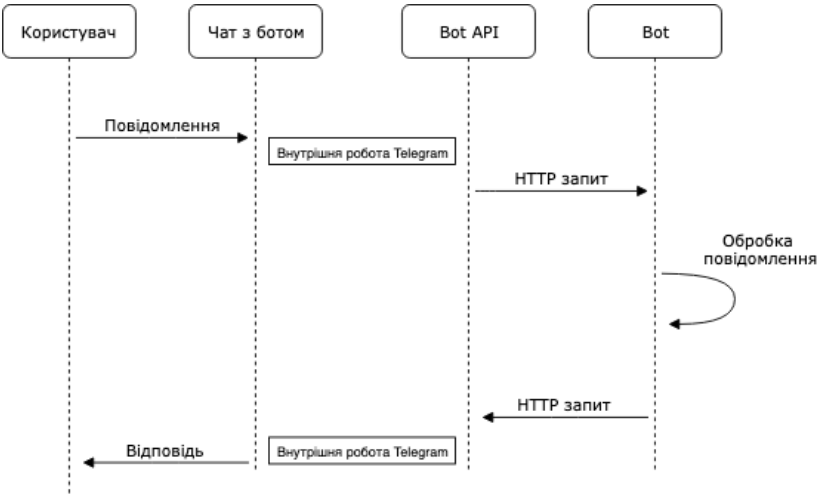 Користувач
Чат з ботом
Bot API
Bot
Повідомлення
Внутрішня робота Telegram
HTTP запит
Обробка
повідомлення
HTTP запит
Відповідь
Внутрішня робота Telegram